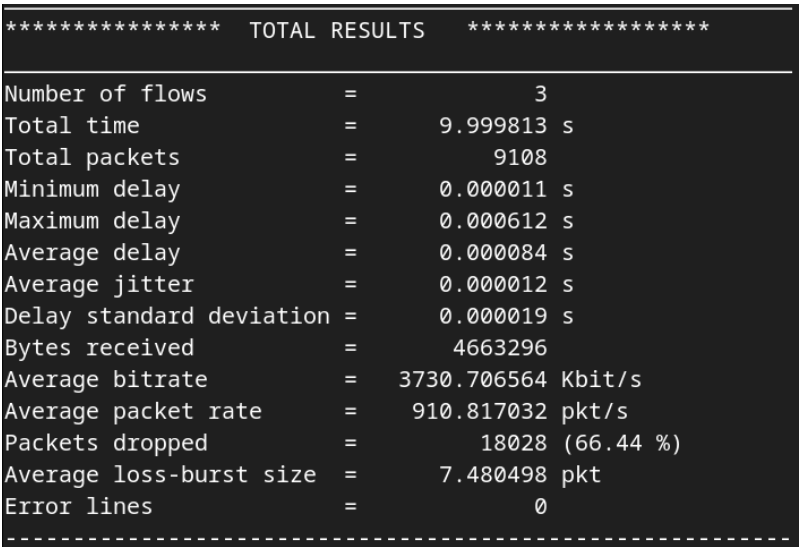 ****************  TOTAL RESULTS   ******************
Number of flows          =             3
Total time               =      9.999813 s
Total packets            =          9108
Minimum delay            =      0.000011 s
Maximum delay            =      0.000612 s
Average delay            =      0.000084 s
Average jitter           =      0.000012 s
Delay standard deviation =      0.000019 s
Bytes received           =       4663296
Average bitrate          =   3730.706564 Kbit/s
Average packet rate      =    910.817032 pkt/s
Packets dropped          =         18028 (66.44 %)
Average loss-burst size  =      7.480498 pkt
Error lines              =             0
----------------------------------------------------------